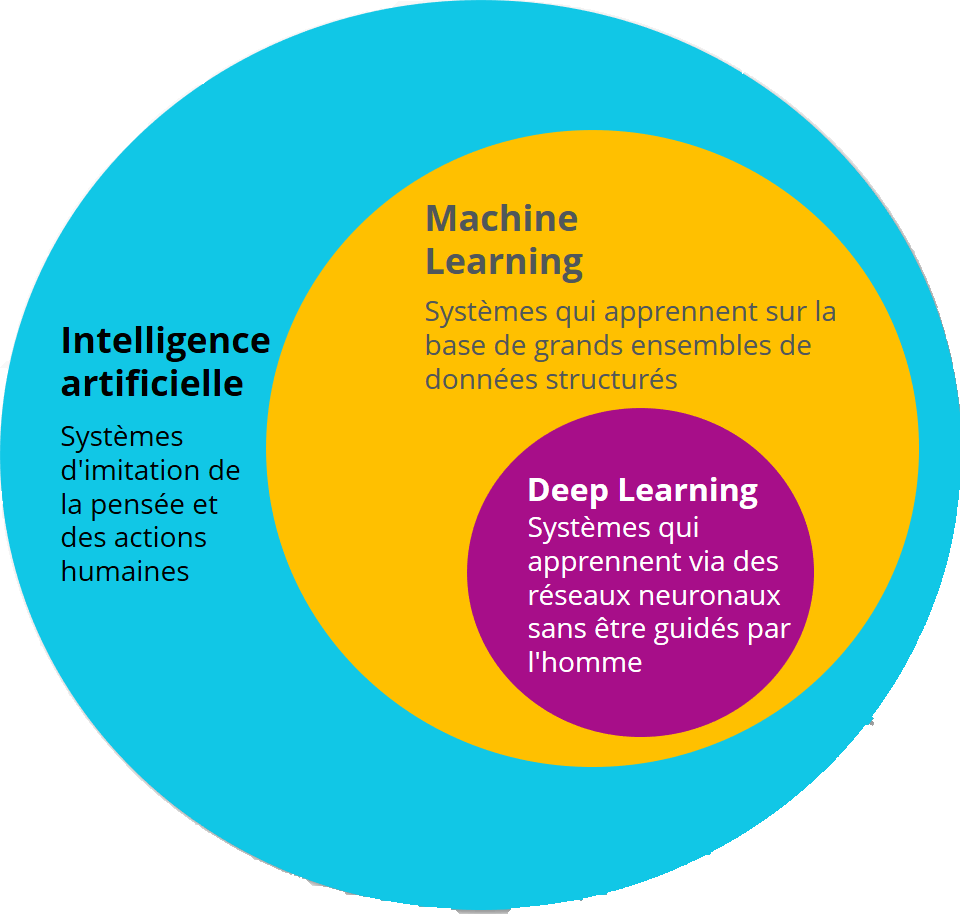 Intelligence
artificielle
Systèmes
d'imitation de
la pensée et
des actions
humaines
Machine
Learning
Systèmes qui apprennent sur la
base de grands ensembles de
données structurés
Deep Learning
Systèmes qui
apprennent via des
réseaux neuronaux
sans être guidés par
l'homme